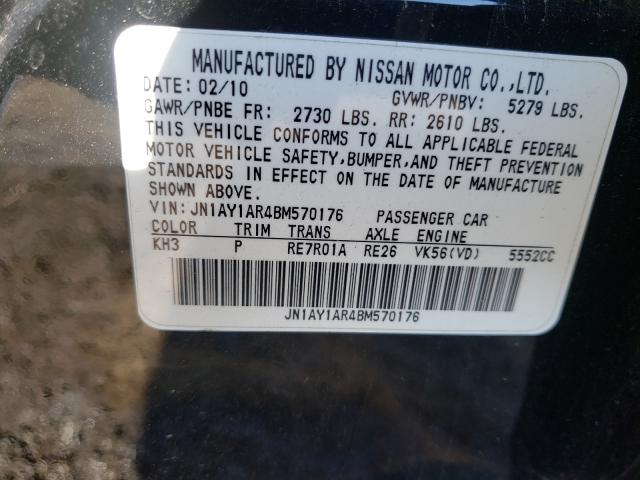 MANUFACTURED BY NISSAN MOTOR CO.,LTD.
DATE: 02/10 GVWR/PNBV: 5279 LBS.
GAWR/PNBE FR: 2730 LBS. RR: 2610 LBS.
THIS VEHICLE CONFORMS TO ALL APPLICABLE FEDERAL
MOTOR VEHICLE SAFETY,BUMPER,AND THEFT PREVENTION
STANDARDS IN EFFECT ON THE DATE OF MANUFACTURE
SHOWN ABOVE.
VIN: JN1AY1AR4BM570176 PASSENGER CAR
COLOR TRIM TRANS AXLE ENGINE
KH3 P RE7R01A RE26 VK56(VD) 5552CC
JN1AY1AR4BM570176